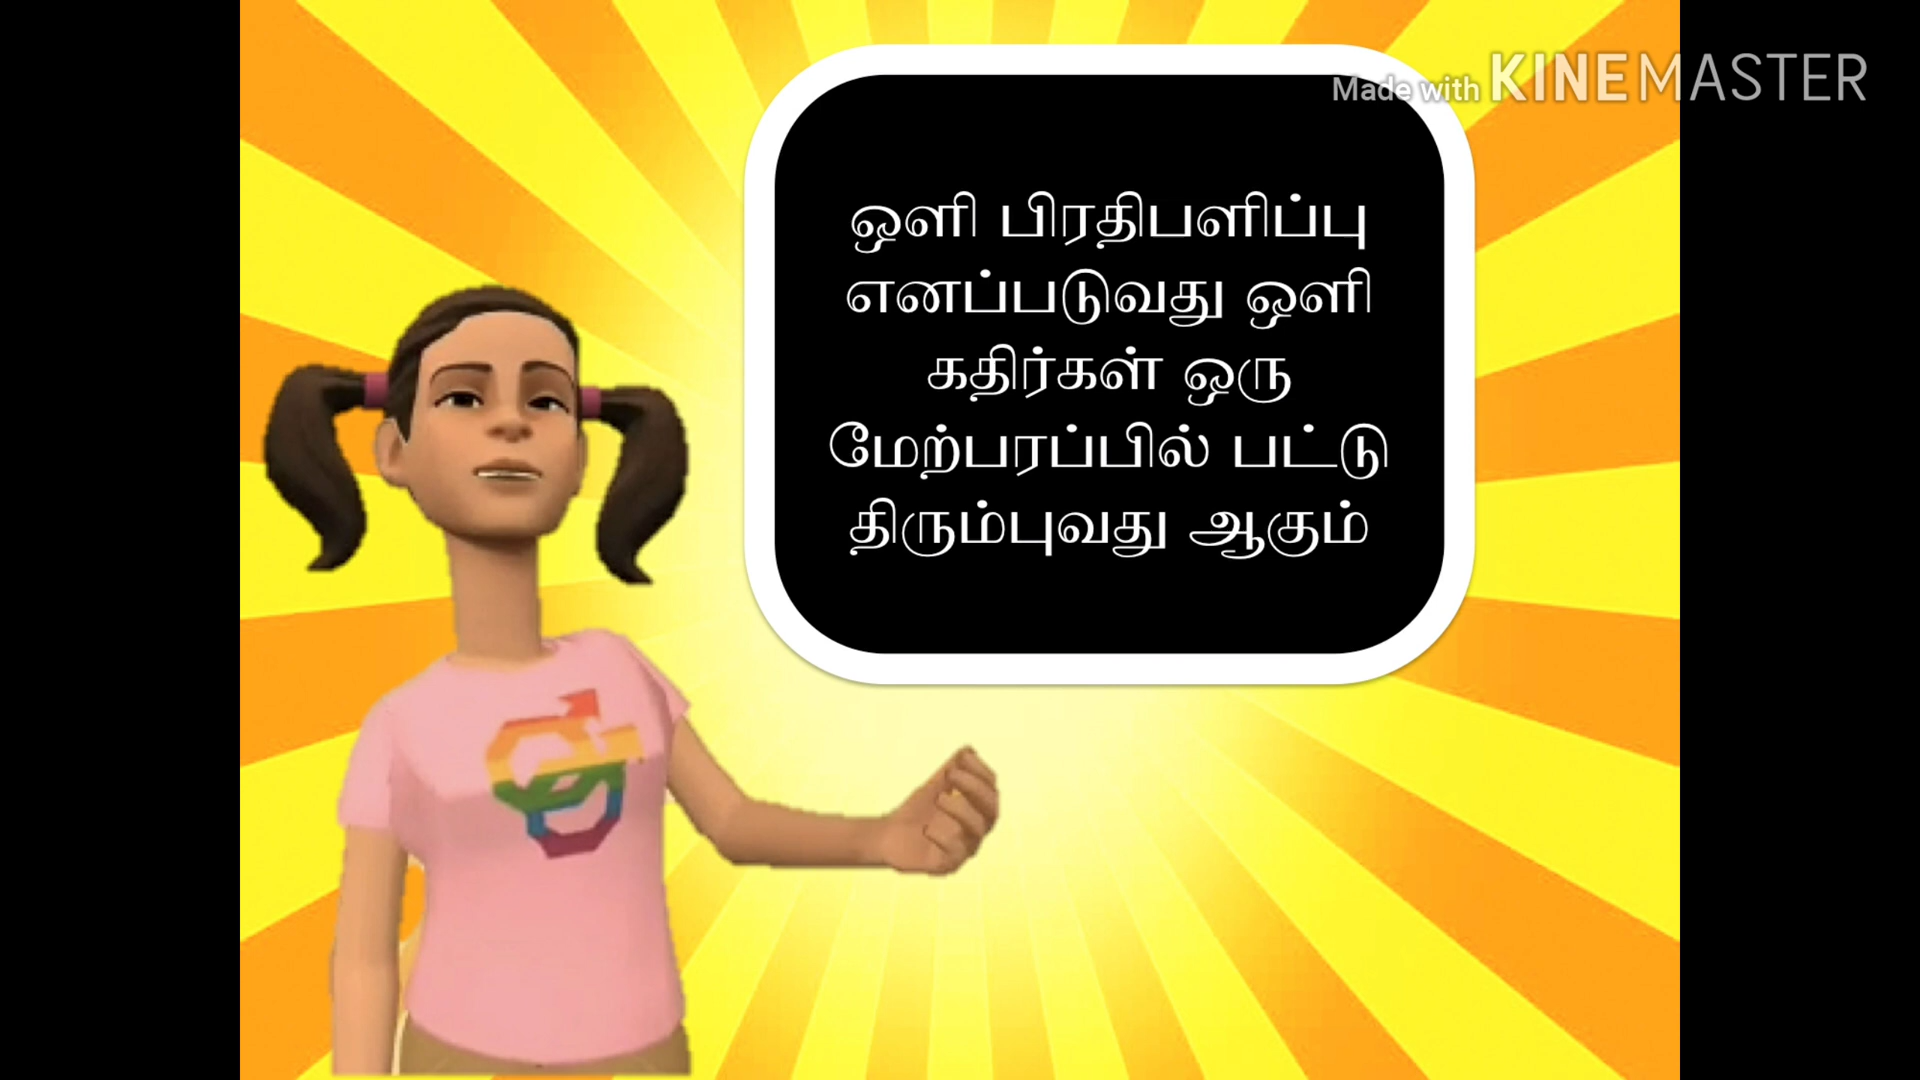 Made with KINEMASTER
ஒளி பிரதிபளிப்பு
எனப்படுவது ஒளி
கதிர்கள் ஒரு
மேற்பரப்பில் பட்டு
திரும்புவது ஆகும்